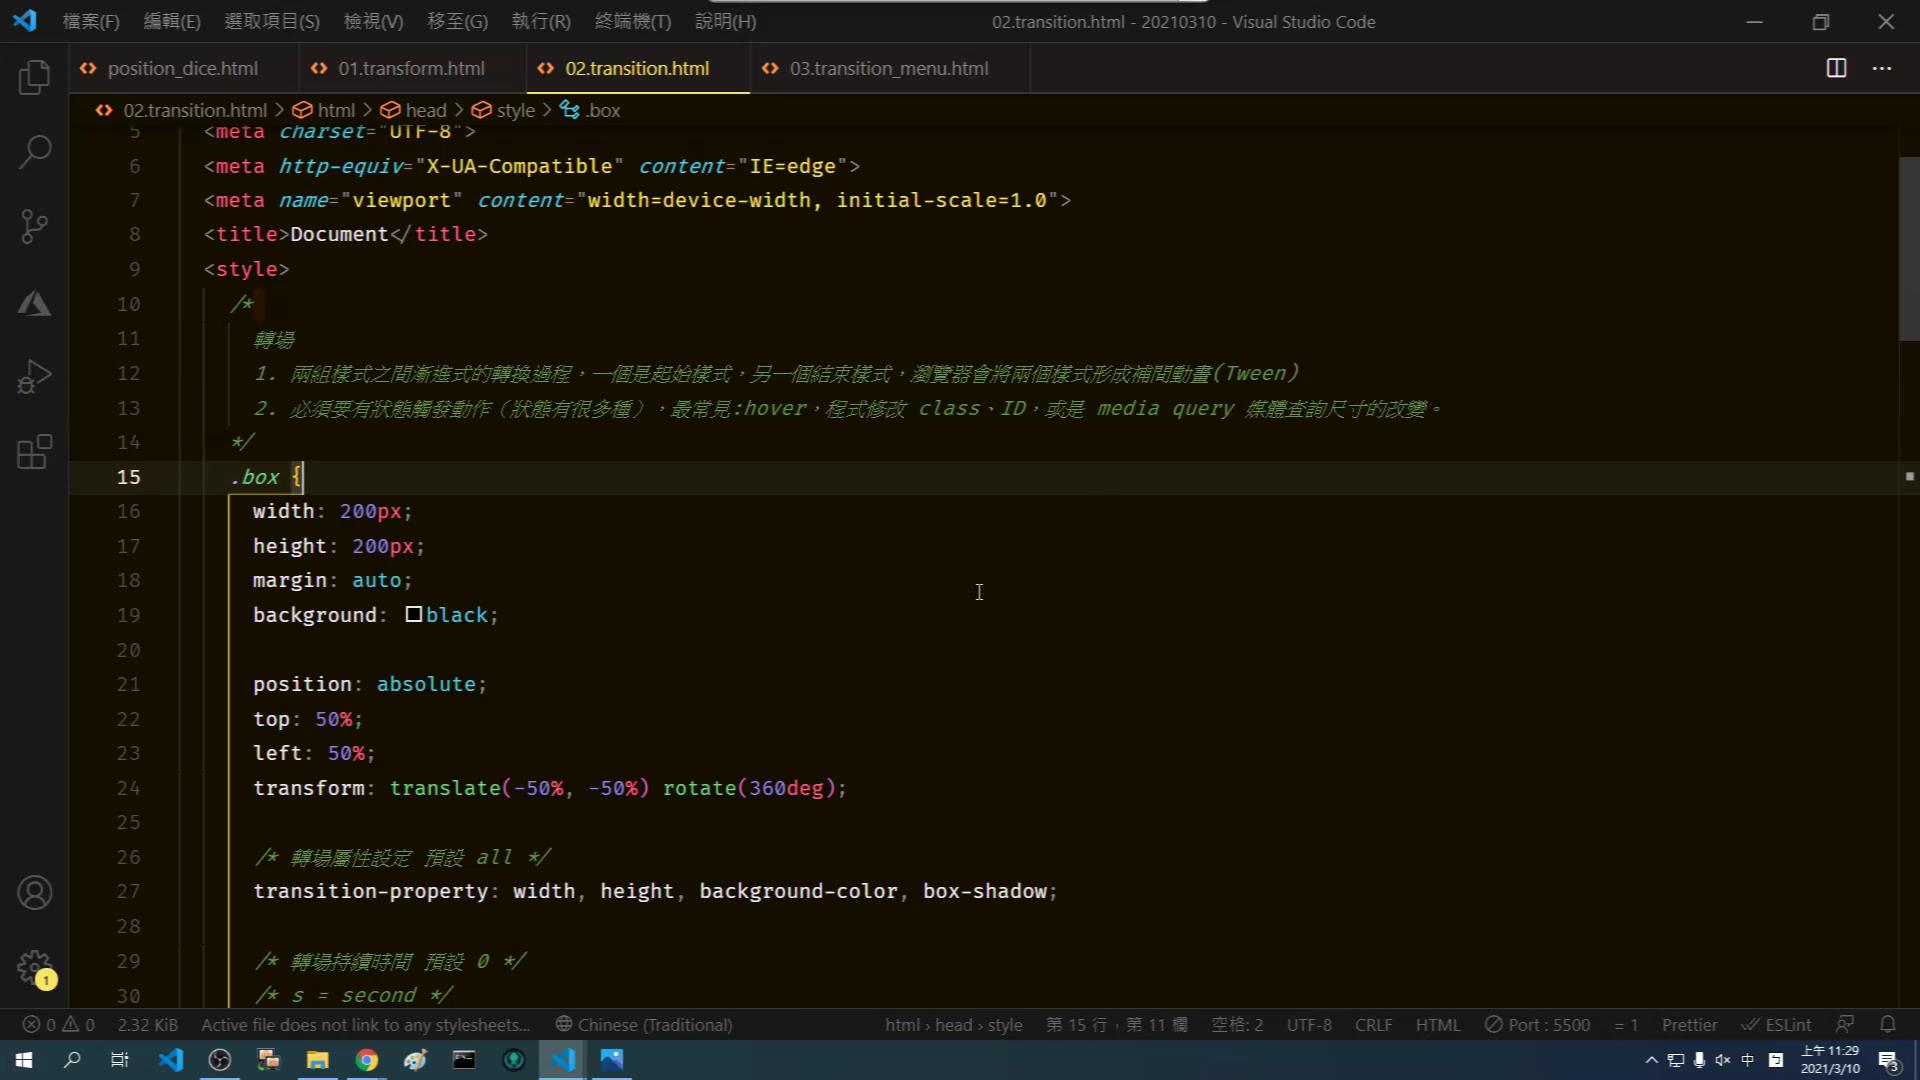 檔案(F) 編輯(E) 選取項目(S) 檢視(V) 移至(G) 執行(R) 終端機(T) 說明(H) 02.transition.html - 20210310 - Visual Studio Code
position_dice.html 01.transform.html 02.transition.html 03.transition_menu.html
02.transition.html > html > head > style > .box
5 <meta charset="UTF-8">
6 <meta http-equiv="X-UA-Compatible" content="IE=edge">
7 <meta name="viewport" content="width=device-width, initial-scale=1.0">
8 <title>Document</title>
9 <style>
10 /*
11 轉場
12 1. 兩組樣式之間漸進式的轉換過程，一個是起始樣式，另一個結束樣式，瀏覽器會將兩個樣式形成補間動畫(Tween)
13 2. 必須要有狀態觸發動作（狀態有很多種），最常見:hover，程式修改 class、ID，或是 media query 媒體查詢尺寸的改變。
14 */
15 .box {
16 width: 200px;
17 height: 200px;
18 margin: auto;
19 background: black;
20
21 position: absolute;
22 top: 50%;
23 left: 50%;
24 transform: translate(-50%, -50%) rotate(360deg);
25
26 /* 轉場屬性設定 預設 all */
27 transition-property: width, height, background-color, box-shadow;
28
29 /* 轉場持續時間 預設 0 */
30 /* s = second */
1
0 0 2.32 KiB Active file does not link to any stylesheets... Chinese (Traditional) html › head › style 第 15 行，第 11 欄 空格: 2 UTF-8 CRLF HTML Port : 5500 = 1 Prettier ESLint
中 上午 11:29
2021/3/10 3